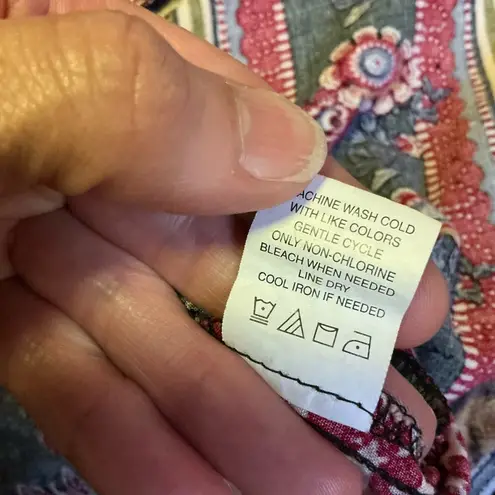 ACHINE WASH COLD
WITH LIKE COLORS
GENTLE CYCLE
ONLY NON-CHLORINE
BLEACH WHEN NEEDED
LINE DRY
COOL IRON IF NEEDED